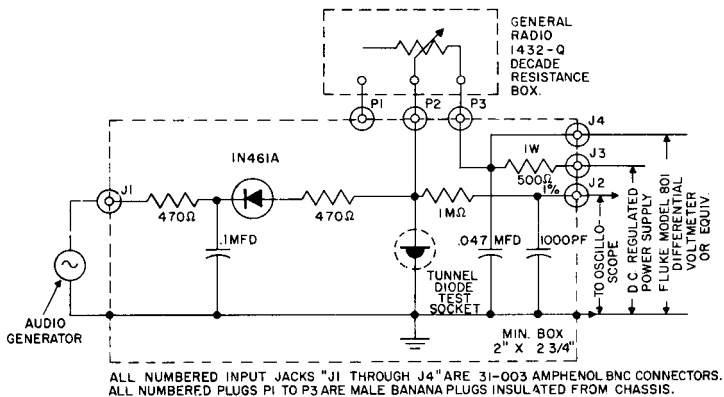 GENERAL
RADIO
1432-Q
DECADE
RESISTANCE
BOX.
P1
P2
P3
J4
J3
J2
1W
500Ω
1%
1N461A
J1
470Ω
470Ω
1MΩ
.1MFD
.047 MFD
1000PF
TUNNEL
DIODE
TEST
SOCKET
AUDIO
GENERATOR
TO OSCILLO-
SCOPE
D.C. REGULATED
POWER SUPPLY
FLUKE MODEL 801
DIFFERENTIAL
VOLTMETER
OR EQUIV.
MIN. BOX
2" X 2 3/4"
ALL NUMBERED INPUT JACKS "J1 THROUGH J4" ARE 31-003 AMPHENOL BNC CONNECTORS.
ALL NUMBERED PLUGS P1 TO P3 ARE MALE BANANA PLUGS INSULATED FROM CHASSIS.